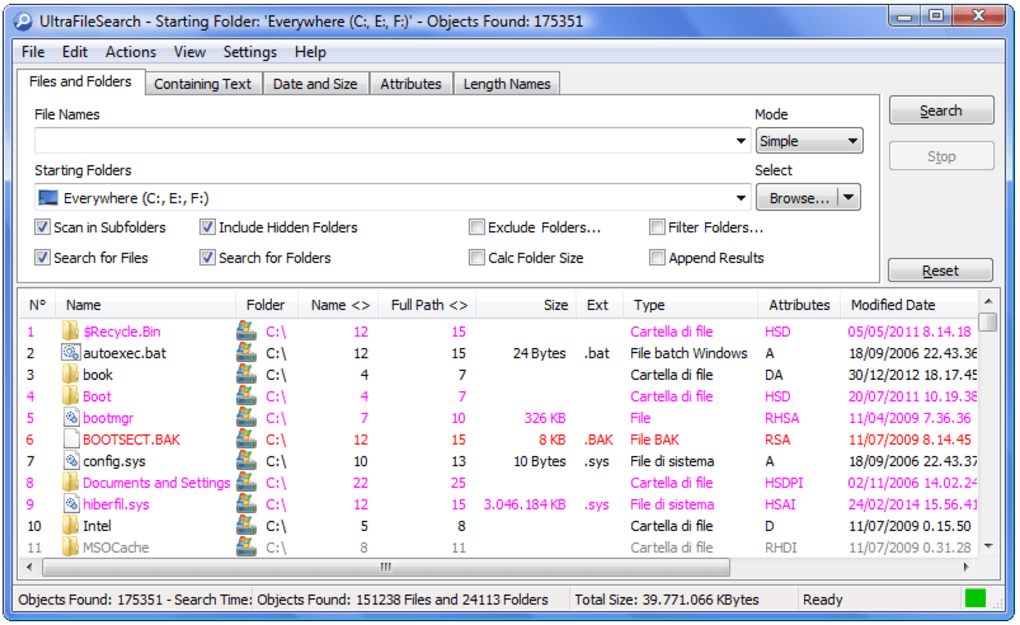 UltraFileSearch - Starting Folder: 'Everywhere (C:, E:, F:)' - Objects Found: 175351
File Edit Actions View Settings Help
Files and Folders Containing Text Date and Size Attributes Length Names
File Names Mode
Simple
Search
Stop
Starting Folders Select
Everywhere (C:, E:, F:) Browse...
Scan in Subfolders Include Hidden Folders Exclude Folders... Filter Folders...
Search for Files Search for Folders Calc Folder Size Append Results
Reset
N° Name Folder Name <> Full Path <> Size Ext Type Attributes Modified Date
1 $Recycle.Bin C:\ 12 15 Cartella di file HSD 05/05/2011 8.14.18
2 autoexec.bat C:\ 12 15 24 Bytes .bat File batch Windows A 18/09/2006 22.43.36
3 book C:\ 4 7 Cartella di file DA 30/12/2012 18.17.45
4 Boot C:\ 4 7 Cartella di file HSD 20/07/2011 10.19.38
5 bootmgr C:\ 7 10 326 KB File RHSA 11/04/2009 7.36.36
6 BOOTSECT.BAK C:\ 12 15 8 KB .BAK File BAK RSA 11/07/2009 8.14.45
7 config.sys C:\ 10 13 10 Bytes .sys File di sistema A 18/09/2006 22.43.37
8 Documents and Settings C:\ 22 25 Cartella di file HSDPI 02/11/2006 14.02.24
9 hiberfil.sys C:\ 12 15 3.046.184 KB .sys File di sistema HSAI 24/02/2014 15.56.41
10 Intel C:\ 5 8 Cartella di file D 11/07/2009 0.15.50
11 MSOCache C:\ 8 11 Cartella di file RHDI 11/07/2009 0.31.28
Objects Found: 175351 - Search Time: Objects Found: 151238 Files and 24113 Folders Total Size: 39.771.066 KBytes Ready